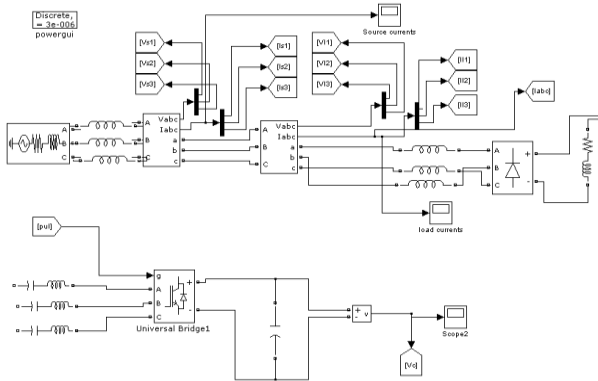 Discrete,
= 3e-006
powergui
Source currents
[Vs1]
[Vs2]
[Vs3]
[Is1]
[Is2]
[Is3]
[Vl1]
[Vl2]
[Vl3]
[Il1]
[Il2]
[Il3]
[Iabc]
A
B
C
A
B
C
Vabc
Iabc
a
b
c
A
B
C
Vabc
Iabc
a
b
c
A
B
C
+
-
load currents
[pul]
g
A
B
C
+
-
Universal Bridge1
+
-
v
Scope2
[Vc]